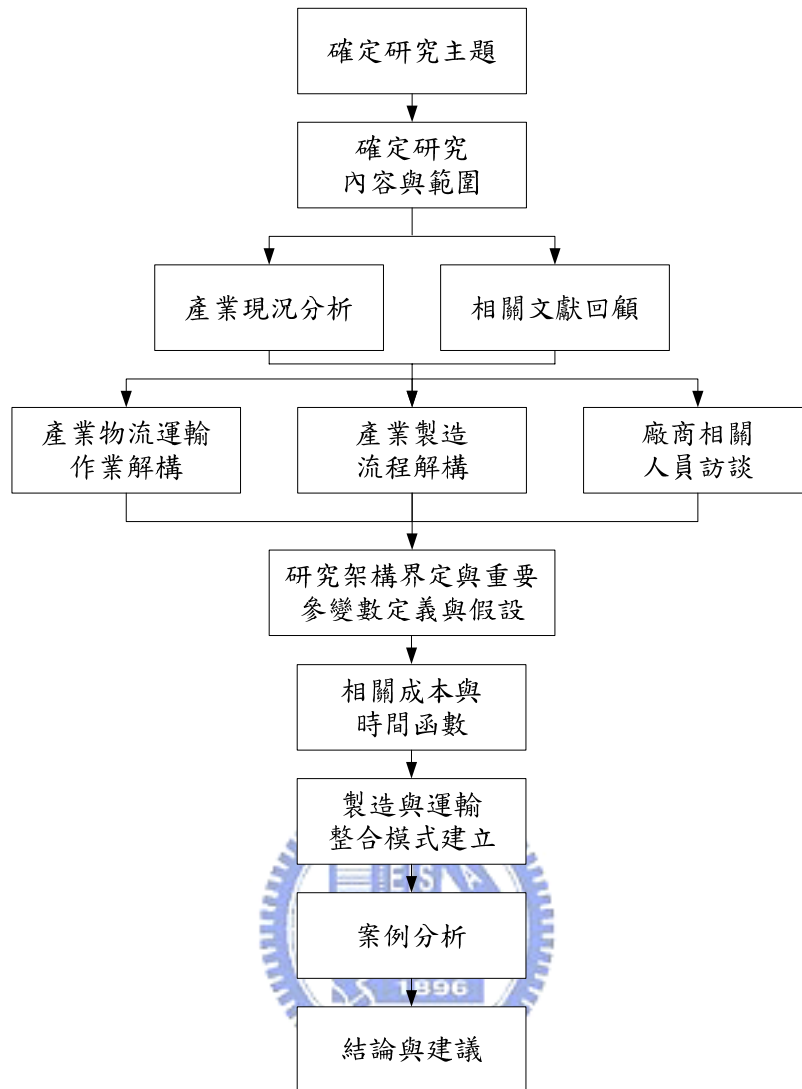 確定研究主題
確定研究
內容與範圍
產業現況分析
相關文獻回顧
產業物流運輸
作業解構
產業製造
流程解構
廠商相關
人員訪談
研究架構界定與重要
參變數定義與假設
相關成本與
時間函數
製造與運輸
整合模式建立
ESA
案例分析
1896
結論與建議